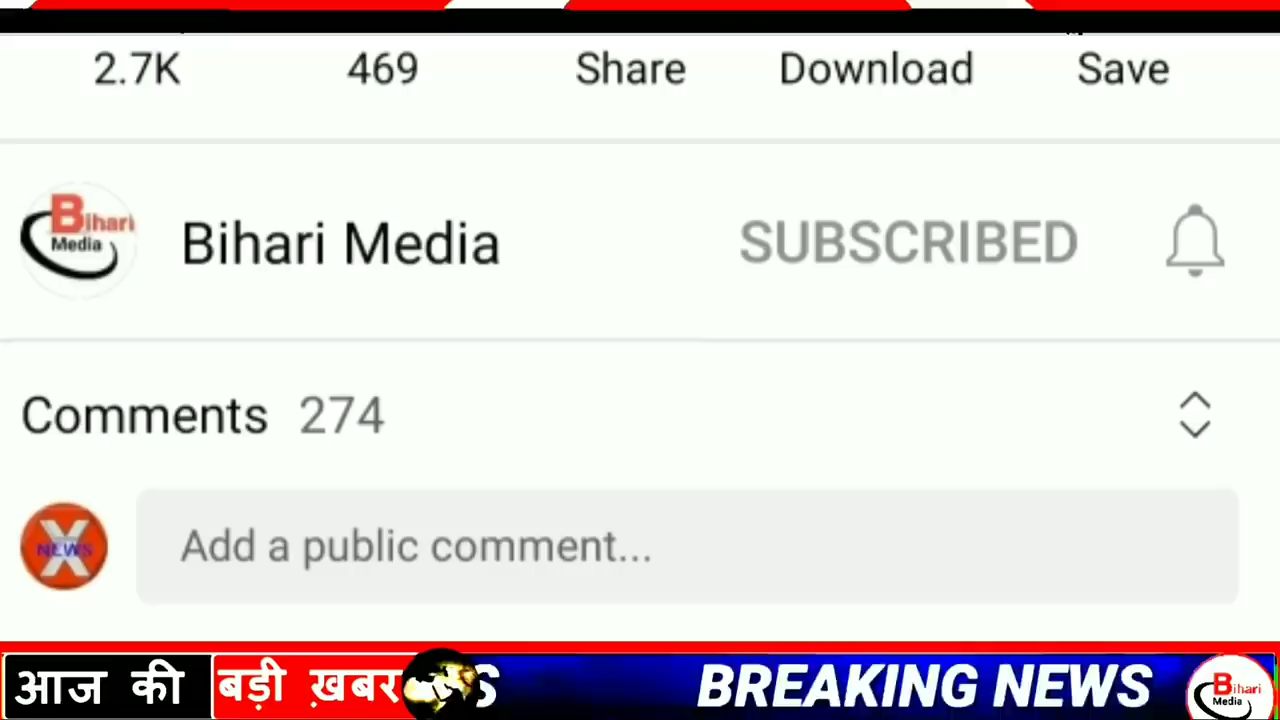 2.7K 469 Share Download Save
Bihari Media
Bihari Media SUBSCRIBED
Comments 274
X NEWS
Add a public comment...
आज की बड़ी ख़बर S BREAKING NEWS
Bihari Media